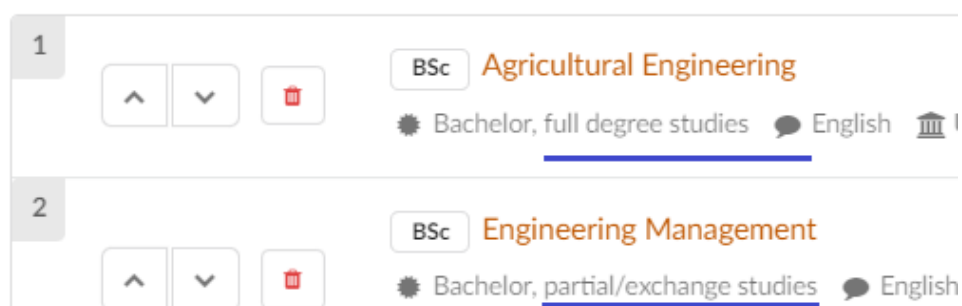 1
BSc Agricultural Engineering
Bachelor, full degree studies English
2
BSc Engineering Management
Bachelor, partial/exchange studies English